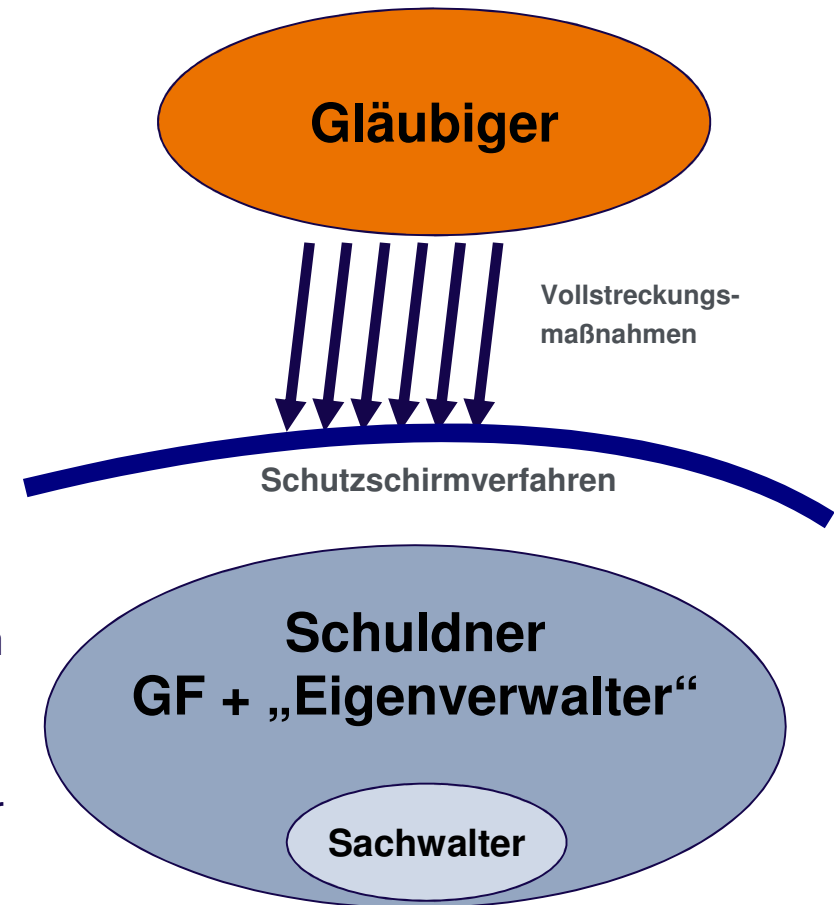 Gläubiger
Vollstreckungs-
maßnahmen
Schutzschirmverfahren
Schuldner
GF + „Eigenverwalter“
Sachwalter